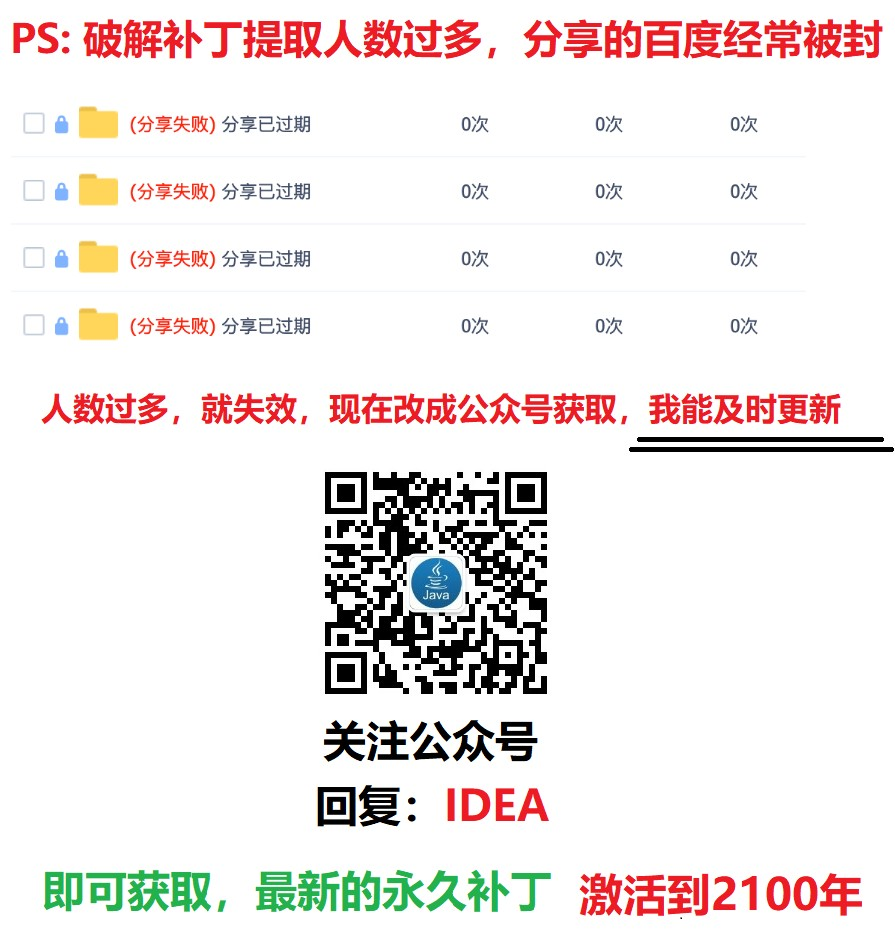 PS: 破解补丁提取人数过多，分享的百度经常被封
(分享失败) 分享已过期 0次 0次 0次
(分享失败) 分享已过期 0次 0次 0次
(分享失败) 分享已过期 0次 0次 0次
(分享失败) 分享已过期 0次 0次 0次
人数过多，就失效，现在改成公众号获取，我能及时更新
Java
关注公众号
回复：IDEA
即可获取，最新的永久补丁 激活到2100年